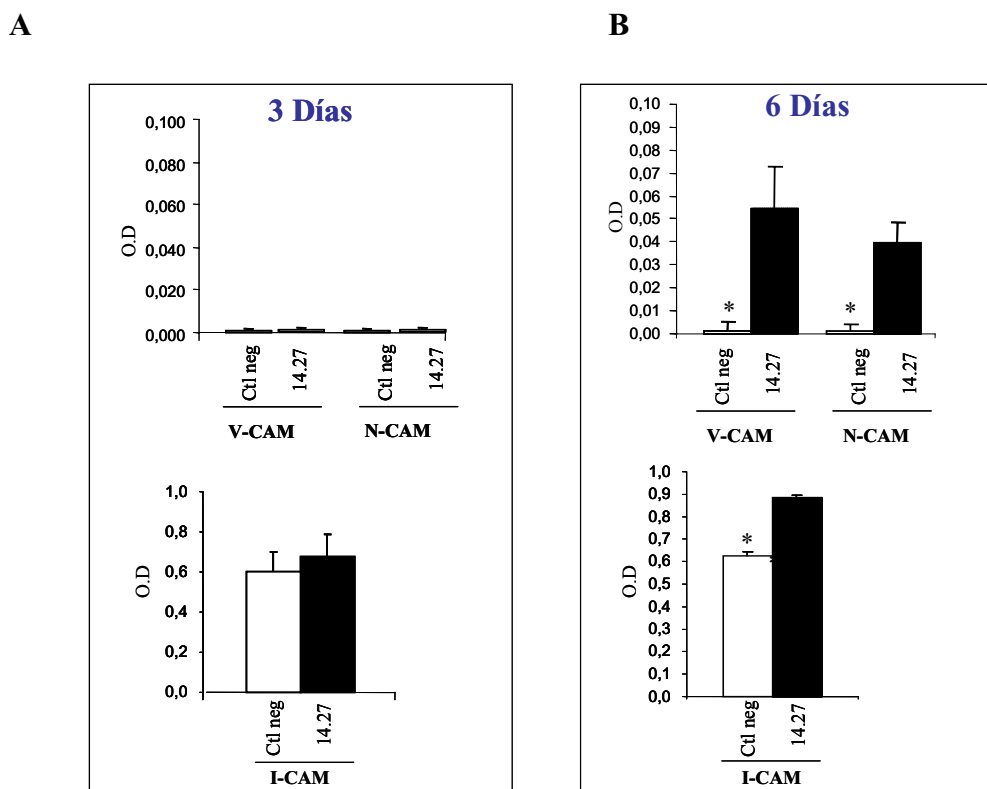 A
B
3 Días
0,100
0,080
0,060
0,040
0,020
0,000
O.D
Ctl neg
14.27
Ctl neg
14.27
V-CAM
N-CAM
1,0
0,8
0,6
0,4
0,2
0,0
O.D
Ctl neg
14.27
I-CAM
6 Días
0,10
0,09
0,08
0,07
0,06
0,05
0,04
0,03
0,02
0,01
0,00
O.D
*
*
Ctl neg
14.27
Ctl neg
14.27
V-CAM
N-CAM
1,0
0,9
0,8
0,7
0,6
0,5
0,4
0,3
0,2
0,1
0,0
O.D
*
Ctl neg
14.27
I-CAM